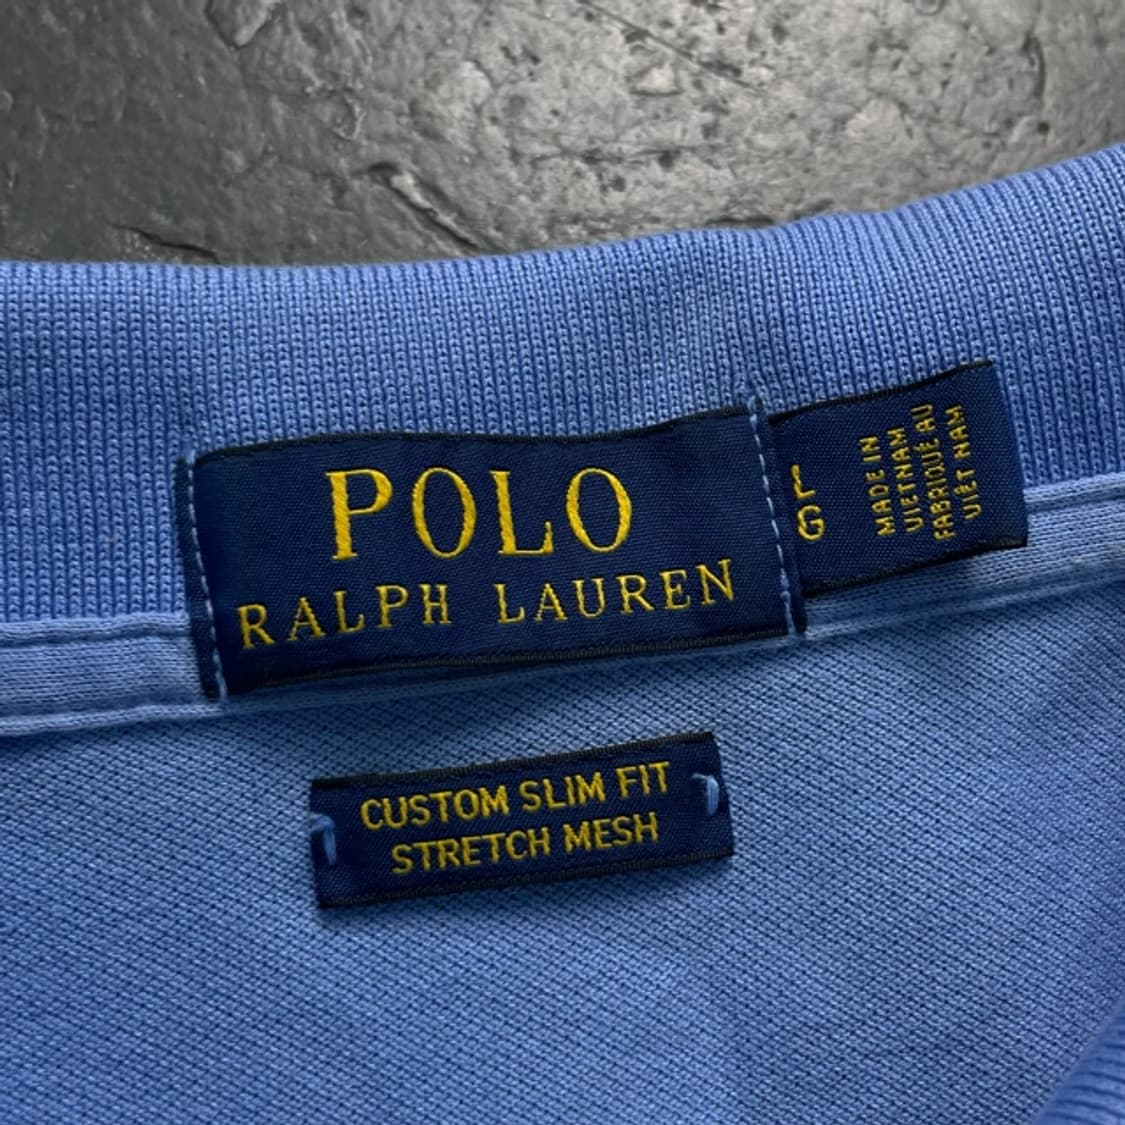 POLO
RALPH LAUREN
L
G
MADE IN
VIETNAM
FABRIQUÉ AU
VIÊT NAM
CUSTOM SLIM FIT
STRETCH MESH